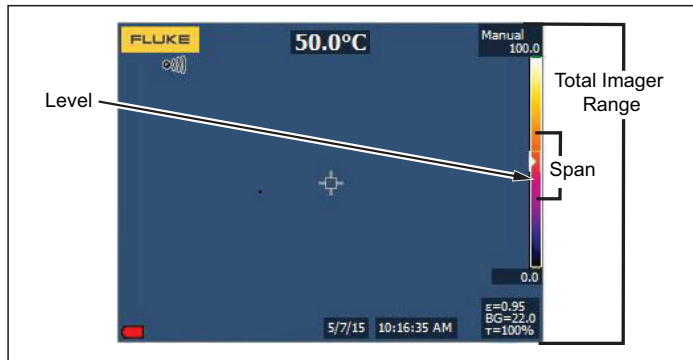 FLUKE
50.0°C
Manual
100.0
Total Imager
Range
Level
Span
0.0
ε=0.95
BG=22.0
τ=100%
5/7/15 10:16:35 AM